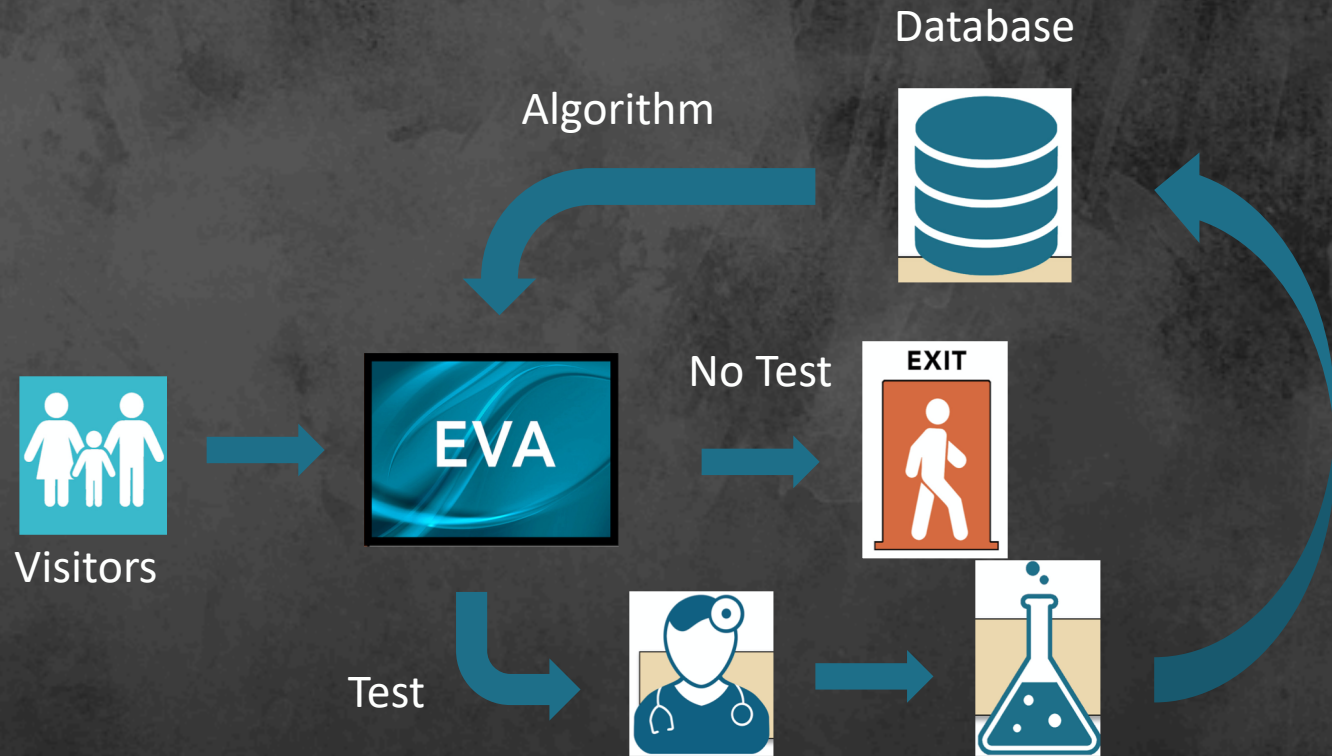 Database
Algorithm
No Test
EXIT
EVA
Visitors
Test